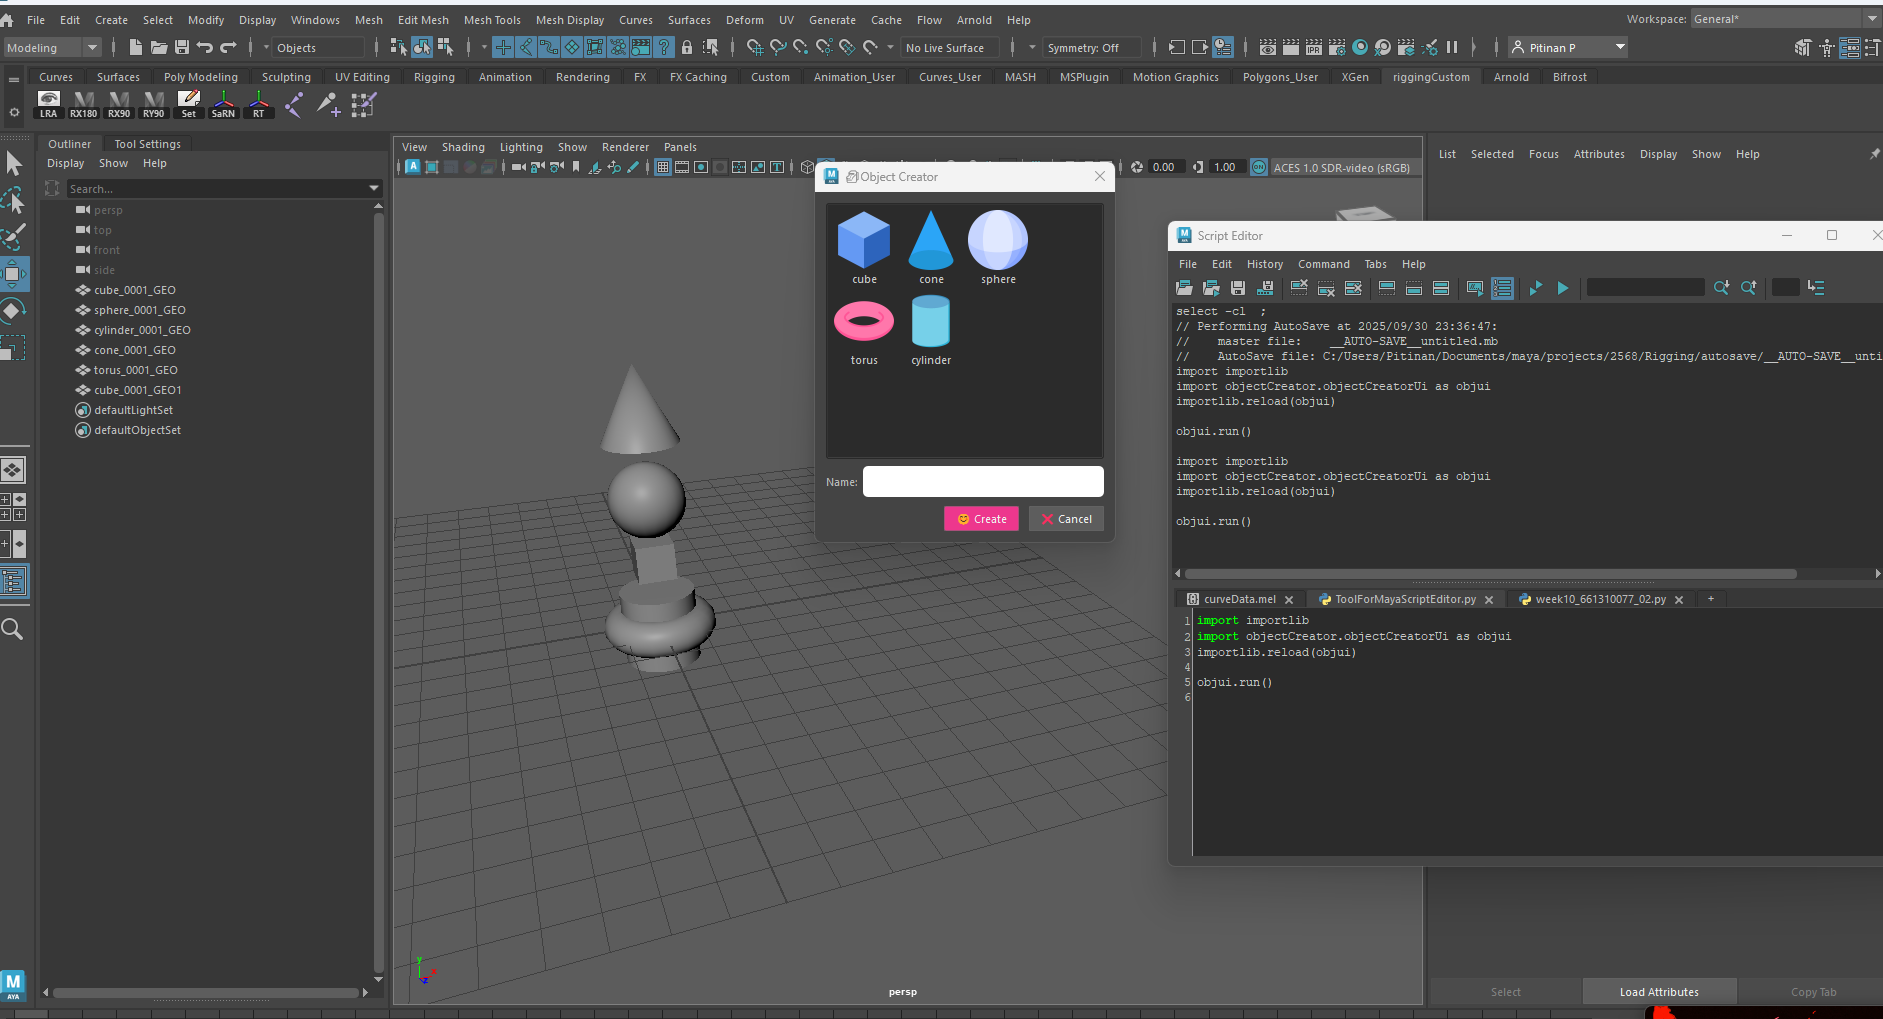 File Edit Create Select Modify Display Windows Mesh Edit Mesh Mesh Tools Mesh Display Curves Surfaces Deform UV Generate Cache Flow Arnold Help
Workspace: General*
Modeling Objects No Live Surface Symmetry: Off Pitinan P
Curves Surfaces Poly Modeling Sculpting UV Editing Rigging Animation Rendering FX FX Caching Custom Animation_User Curves_User MASH MSPlugin Motion Graphics Polygons_User XGen riggingCustom Arnold Bifrost
LRA RX180 RX90 RY90 Set SaRN RT
Outliner Tool Settings
Display Show Help
Search...
persp
top
front
side
cube_0001_GEO
sphere_0001_GEO
cylinder_0001_GEO
cone_0001_GEO
torus_0001_GEO
cube_0001_GEO1
defaultLightSet
defaultObjectSet
View Shading Lighting Show Renderer Panels
0.00 1.00 ON ACES 1.0 SDR-video (sRGB)
Object Creator
cube cone sphere
torus cylinder
Name:
Create Cancel
persp
List Selected Focus Attributes Display Show Help
Script Editor
File Edit History Command Tabs Help
select -cl  ;
// Performing AutoSave at 2025/09/30 23:36:47:
//    master file:    __AUTO-SAVE__untitled.mb
//    AutoSave file: C:/Users/Pitinan/Documents/maya/projects/2568/Rigging/autosave/__AUTO-SAVE__unti
import importlib
import objectCreator.objectCreatorUi as objui
importlib.reload(objui)
objui.run()
import importlib
import objectCreator.objectCreatorUi as objui
importlib.reload(objui)
objui.run()
curveData.mel ToolForMayaScriptEditor.py week10_661310077_02.py +
1 import importlib
2 import objectCreator.objectCreatorUi as objui
3 importlib.reload(objui)
4
5 objui.run()
6
Select Load Attributes Copy Tab
M
AYA
y
x
z